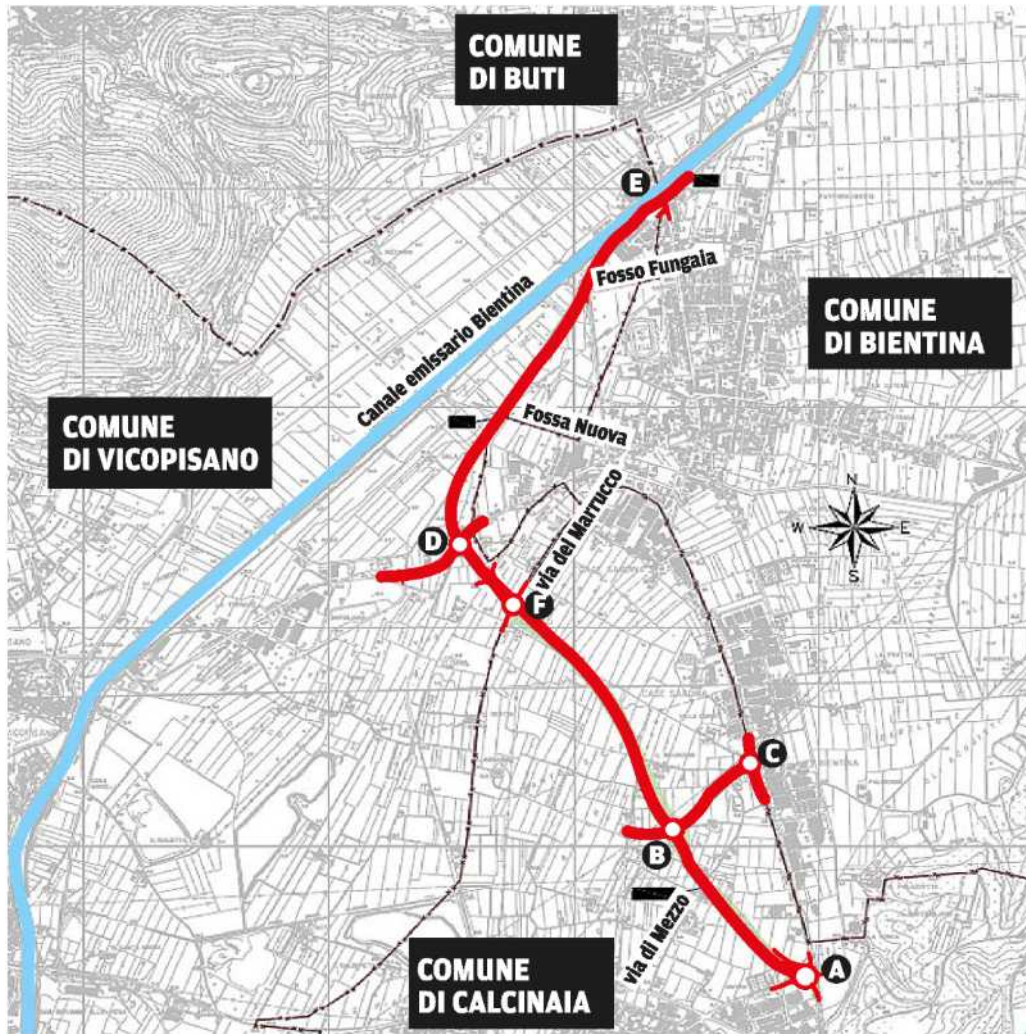 COMUNE
DI BUTI
E
Fosso Fungaia
COMUNE
DI BIENTINA
Canale emissario Bientina
Fossa Nuova
COMUNE
DI VICOPISANO
via del Marrucco
N
W
E
S
D
F
C
B
via di Mezzo
A
COMUNE
DI CALCINAIA